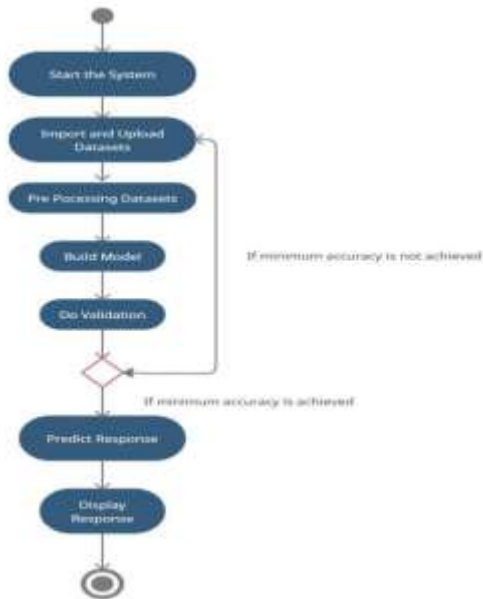 Start the System
Import and Upload
Datasets
Pre Pocessing Datasets
Build Model
If minimum accuracy is not achieved
Do Validation
If minimum accuracy is achieved
Predict Response
Display
Response